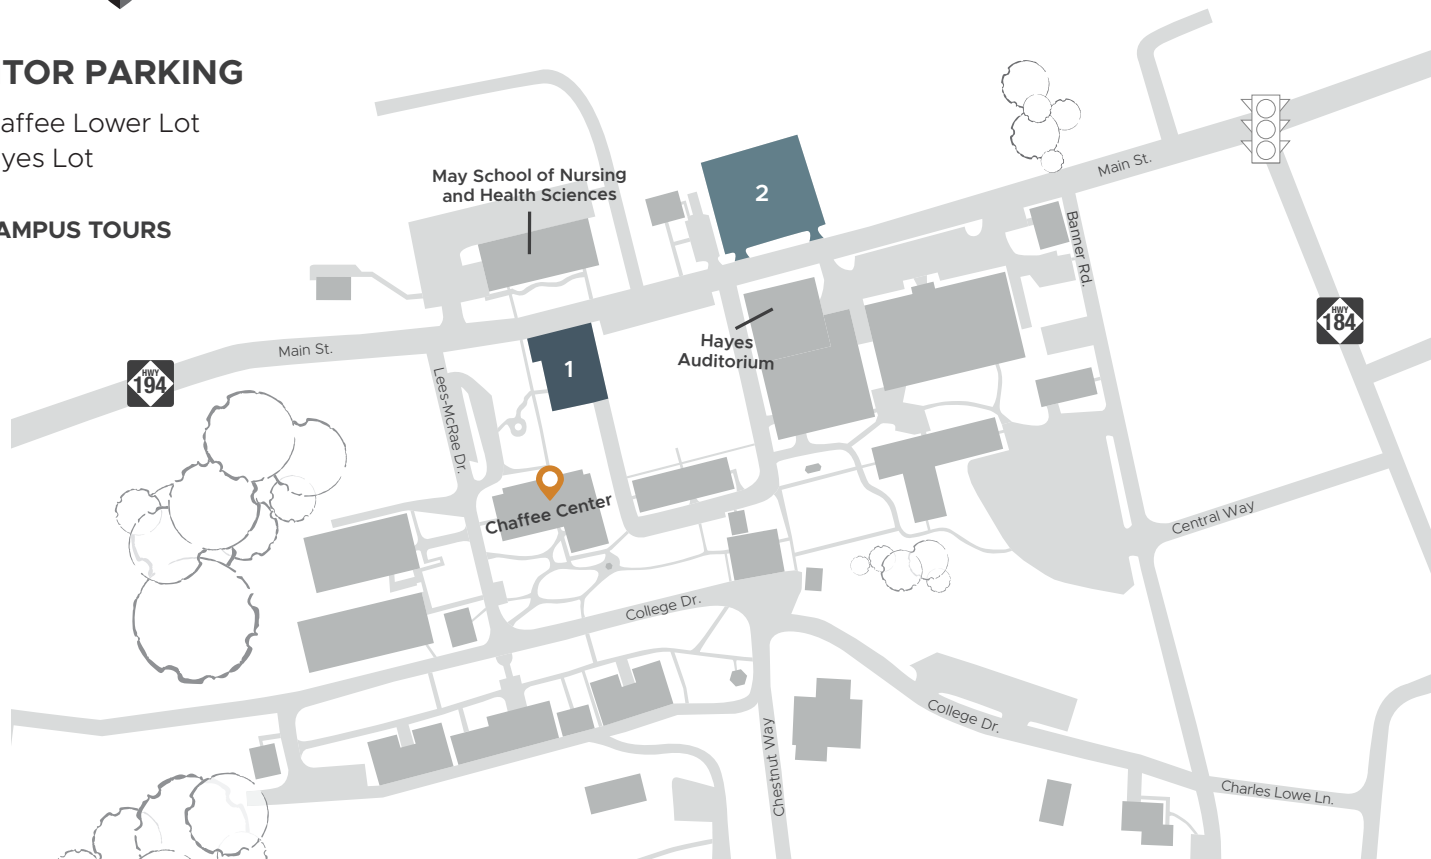 TOR PARKING
affee Lower Lot
yes Lot
AMPUS TOURS
May School of Nursing
and Health Sciences
2
Main St.
Banner Rd.
HWY
184
Hayes
Auditorium
Main St.
1
HWY
194
Lees-McRae Dr.
Chaffee Center
Central Way
College Dr.
College Dr.
Chestnut Way
Charles Lowe Ln.